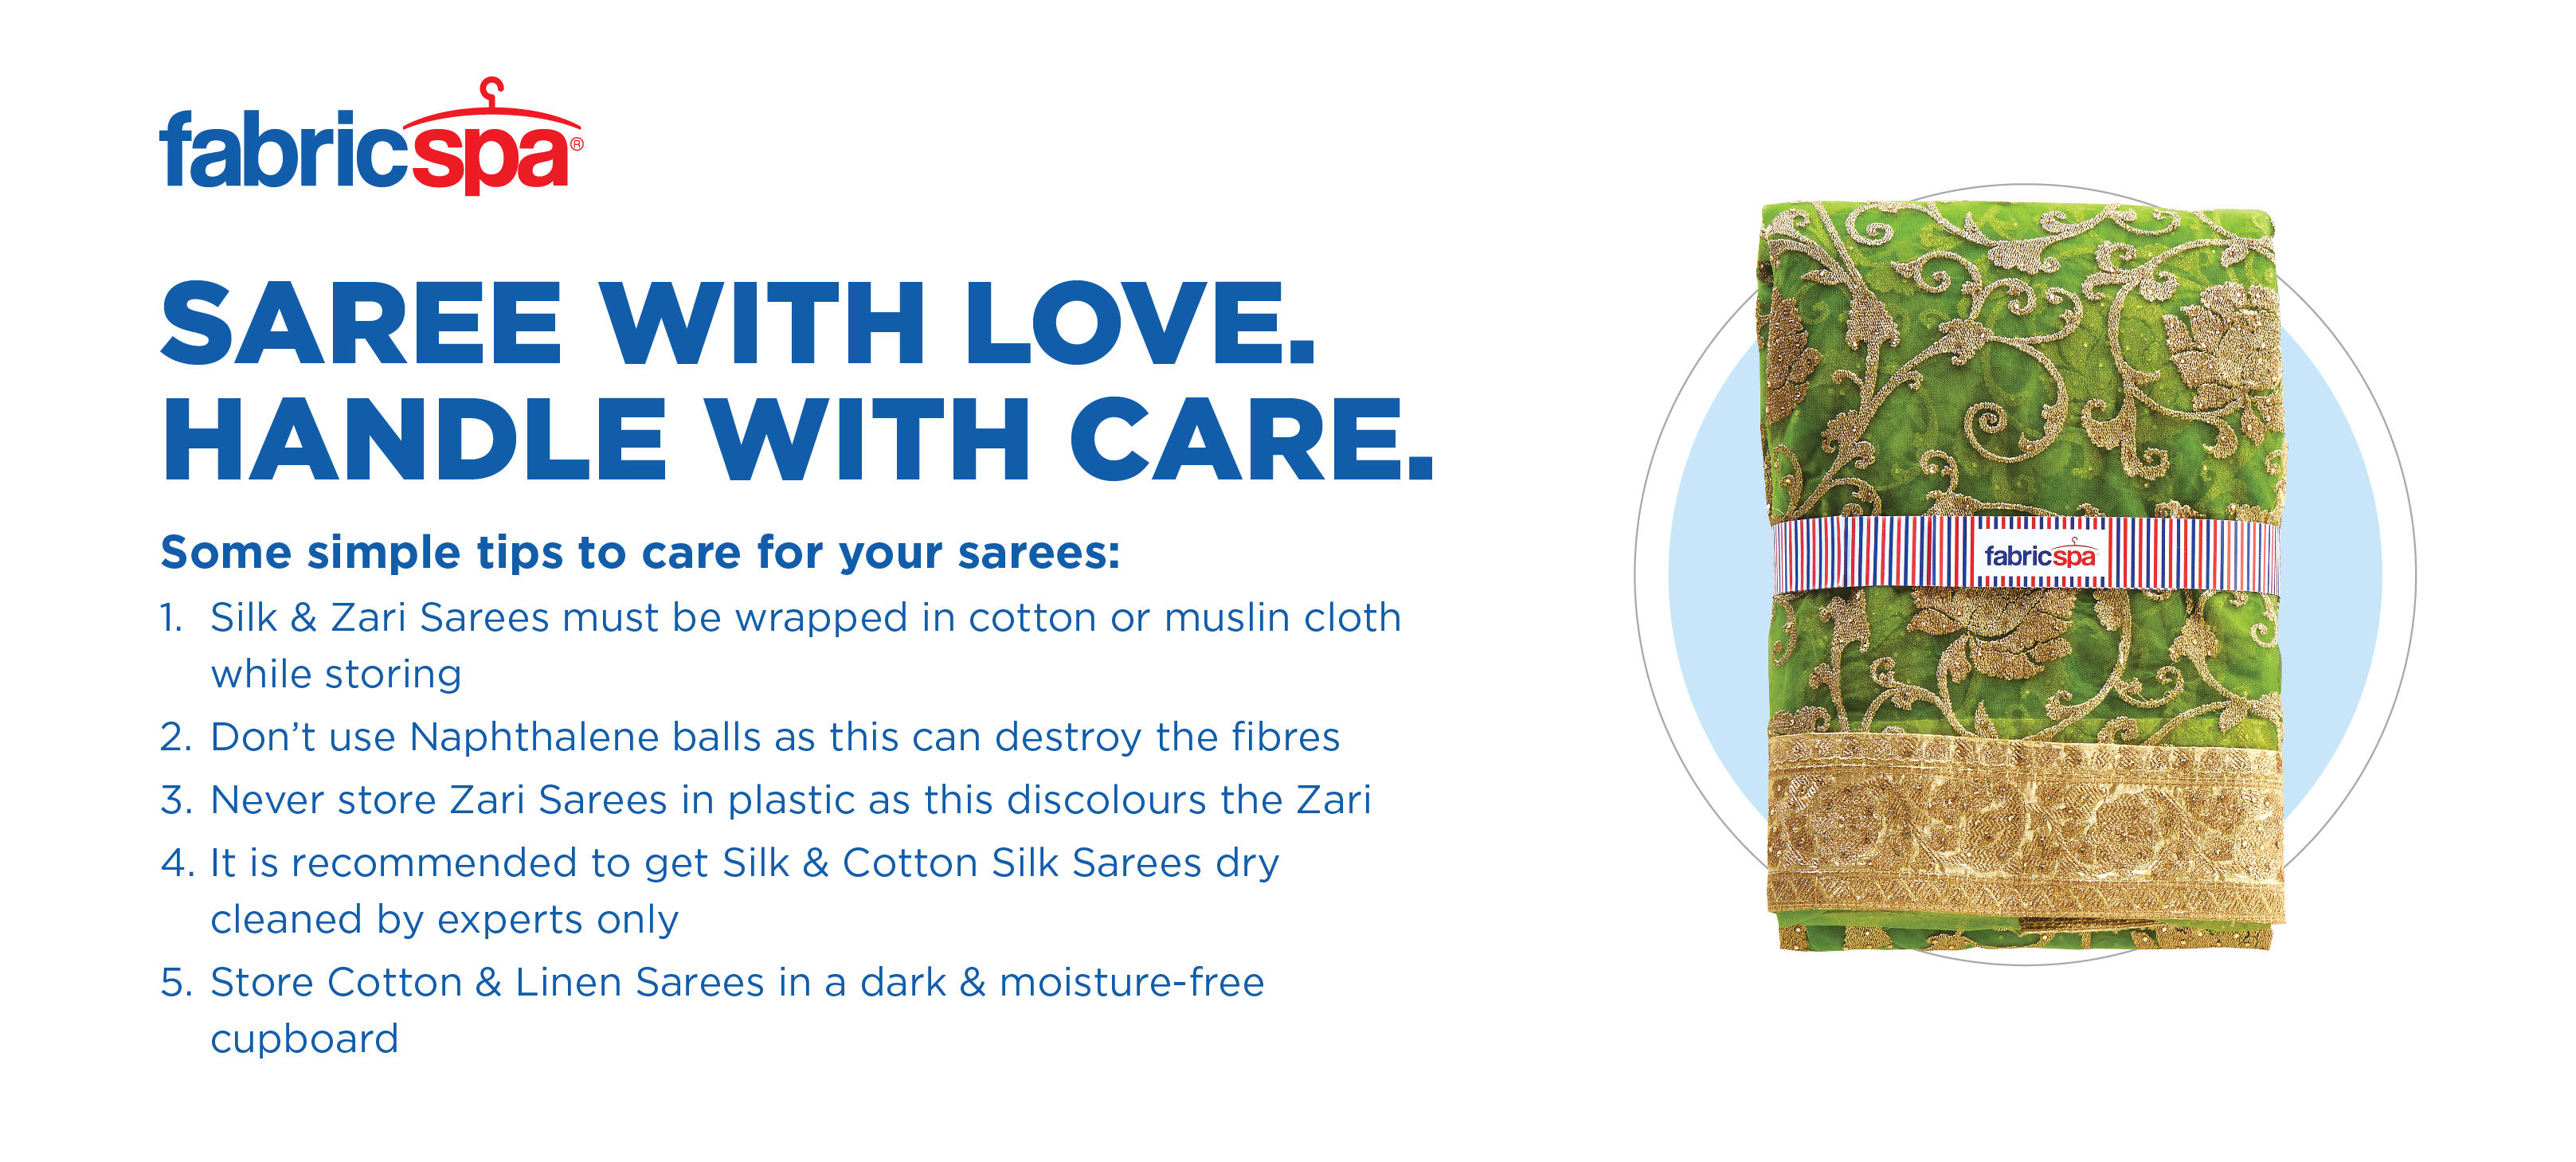 fabricspa®
SAREE WITH LOVE.
HANDLE WITH CARE.
Some simple tips to care for your sarees:
1. Silk & Zari Sarees must be wrapped in cotton or muslin cloth
while storing
2. Don’t use Naphthalene balls as this can destroy the fibres
3. Never store Zari Sarees in plastic as this discolours the Zari
4. It is recommended to get Silk & Cotton Silk Sarees dry
cleaned by experts only
5. Store Cotton & Linen Sarees in a dark & moisture-free
cupboard
fabricspa